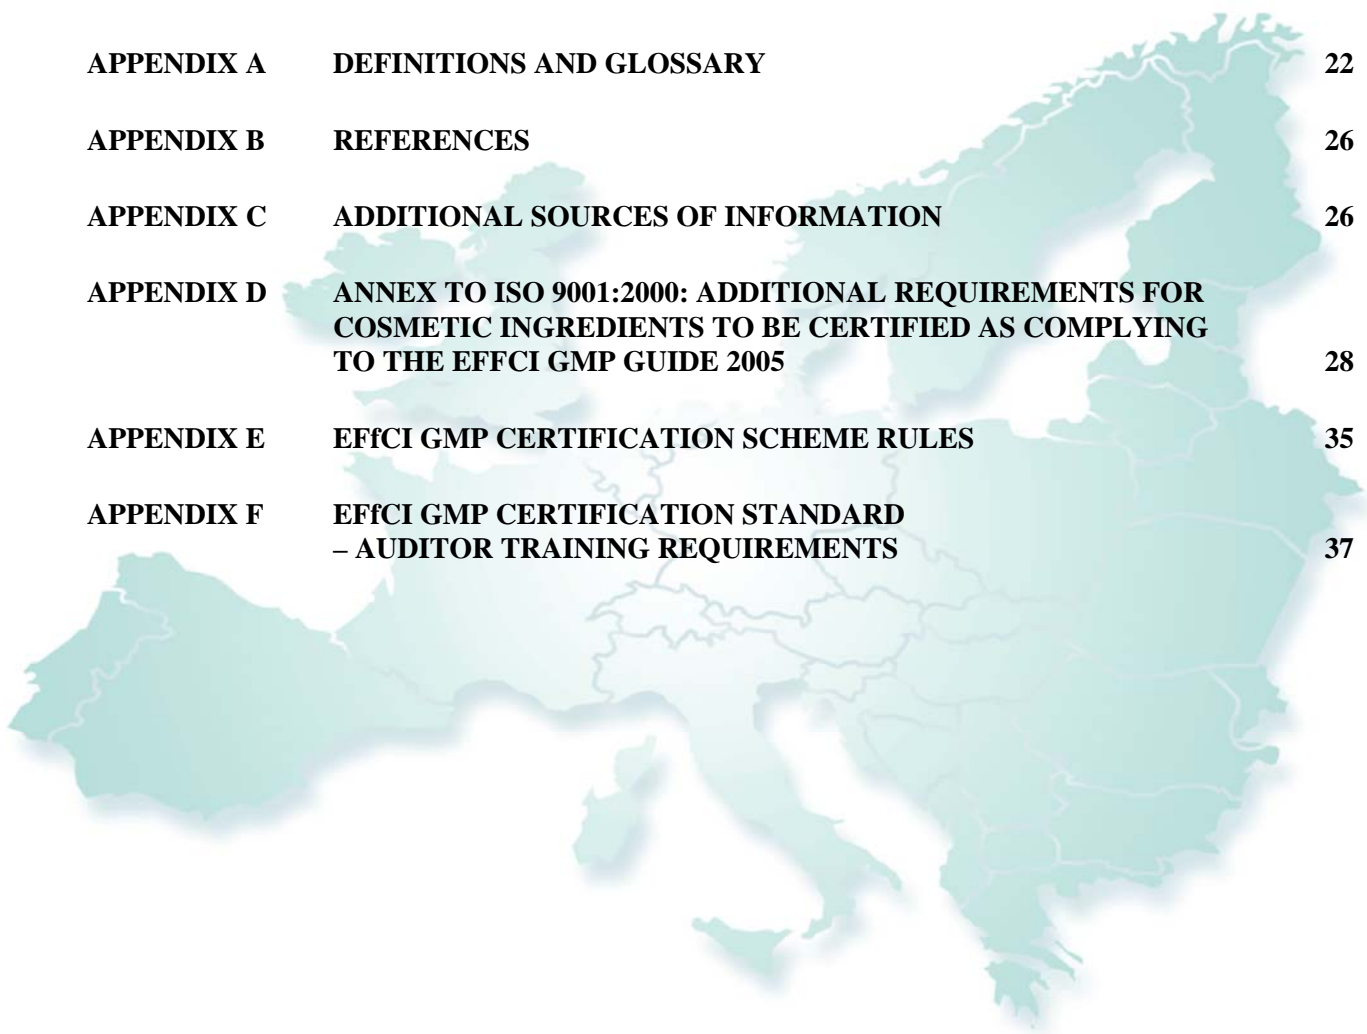 APPENDIX A DEFINITIONS AND GLOSSARY 22
APPENDIX B REFERENCES 26
APPENDIX C ADDITIONAL SOURCES OF INFORMATION 26
APPENDIX D ANNEX TO ISO 9001:2000: ADDITIONAL REQUIREMENTS FOR
COSMETIC INGREDIENTS TO BE CERTIFIED AS COMPLYING
TO THE EFFCI GMP GUIDE 2005 28
APPENDIX E EFfCI GMP CERTIFICATION SCHEME RULES 35
APPENDIX F EFfCI GMP CERTIFICATION STANDARD
– AUDITOR TRAINING REQUIREMENTS 37